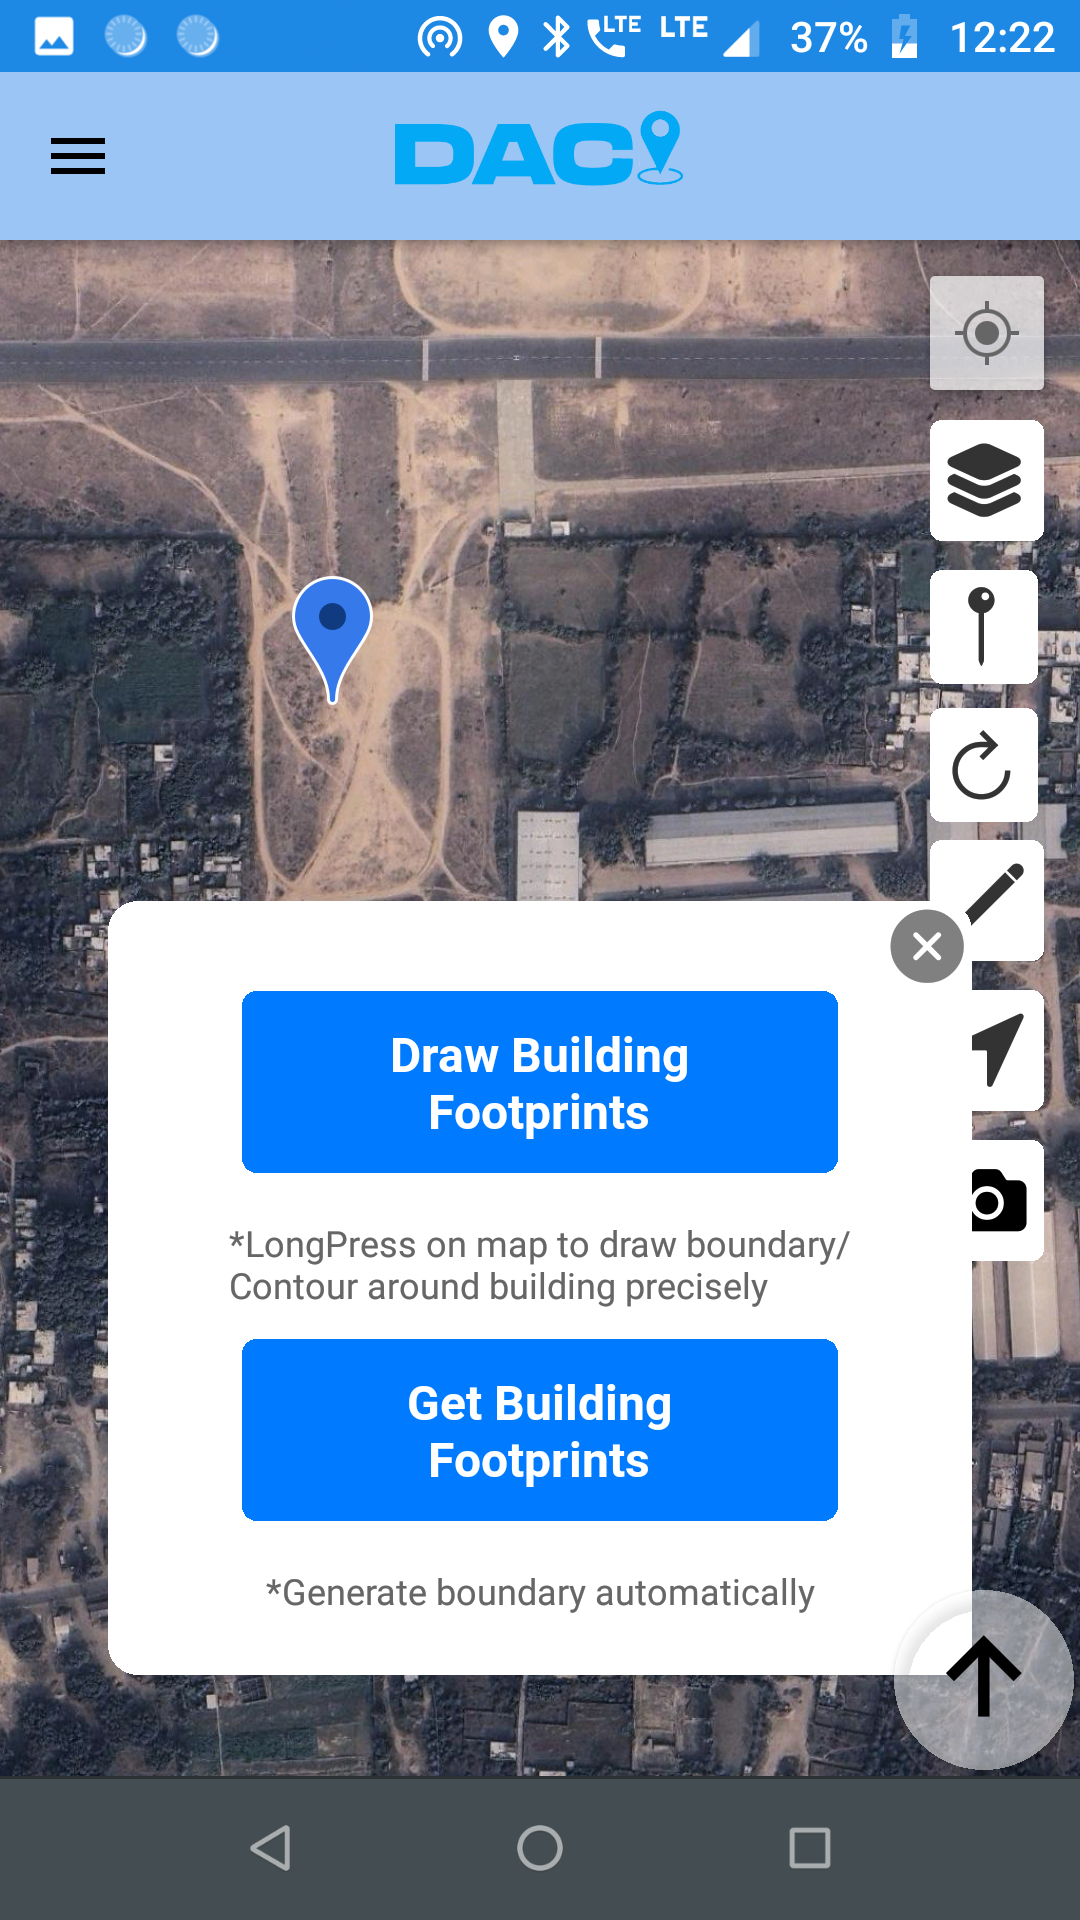 LTE LTE 37% 12:22
DAC
Draw Building
Footprints
*LongPress on map to draw boundary/
Contour around building precisely
Get Building
Footprints
*Generate boundary automatically